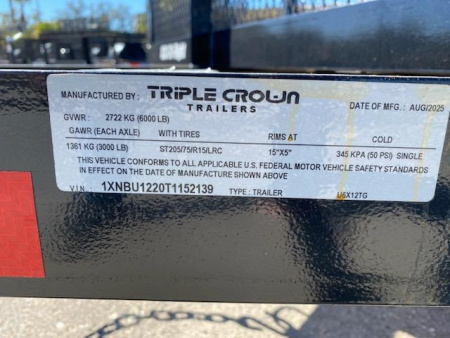 MANUFACTURED BY: TRIPLE CROWN
TRAILERS
DATE OF MFG.: AUG/2025
GVWR: 2722 KG (6000 LB)
GAWR (EACH AXLE) WITH TIRES RIMS AT COLD
1361 KG (3000 LB) ST205/75/R15/LRC 15"X5" 345 KPA (50 PSI) SINGLE
THIS VEHICLE CONFORMS TO ALL APPLICABLE U.S. FEDERAL MOTOR VEHICLE SAFETY STANDARDS
IN EFFECT ON THE DATE OF MANUFACTURE SHOWN ABOVE
V.I.N.: 1XNBU1220T1152139 TYPE: TRAILER U6X12TG